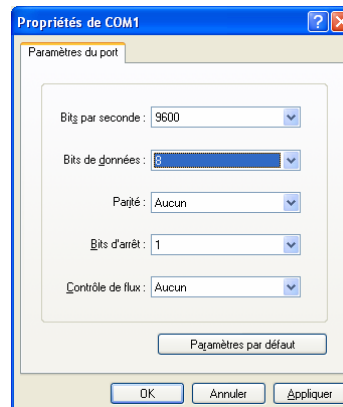 Propriétés de COM1
Paramètres du port
Bits par seconde : 9600
Bits de données : 8
Parité : Aucun
Bits d'arrêt : 1
Contrôle de flux : Aucun
Paramètres par défaut
OK Annuler Appliquer